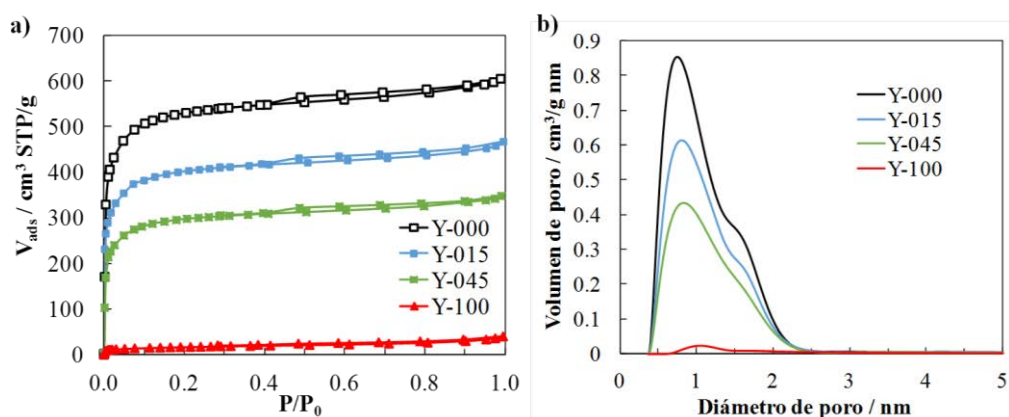 a)
700
600
500
400
300
200
100
0
V_ads / cm³ STP/g
Y-000
Y-015
Y-045
Y-100
0.0 0.2 0.4 0.6 0.8 1.0
P/P₀
b)
0.9
0.8
0.7
0.6
0.5
0.4
0.3
0.2
0.1
0
Volumen de poro / cm³/g nm
Y-000
Y-015
Y-045
Y-100
0 1 2 3 4 5
Diámetro de poro / nm